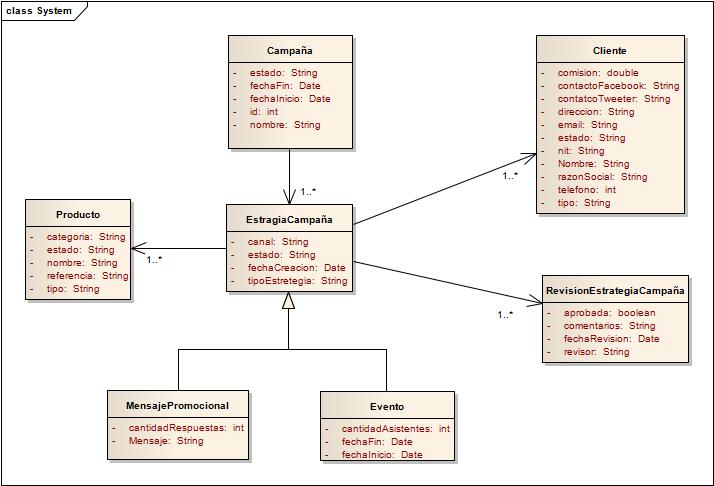 class System
Campaña
- estado: String
- fechaFin: Date
- fechaInicio: Date
- id: int
- nombre: String
Cliente
- comision: double
- contactoFacebook: String
- contatcoTweeter: String
- direccion: String
- email: String
- estado: String
- nit: String
- Nombre: String
- razonSocial: String
- telefono: int
- tipo: String
1..*
1..*
Producto
- categoria: String
- estado: String
- nombre: String
- referencia: String
- tipo: String
1..*
EstragiaCampaña
- canal: String
- estado: String
- fechaCreacion: Date
- tipoEstretegia: String
RevisionEstrategiaCampaña
- aprobada: boolean
- comentarios: String
- fechaRevision: Date
- revisor: String
1..*
MensajePromocional
- cantidadRespuestas: int
- Mensaje: String
Evento
- cantidadAsistentes: int
- fechaFin: Date
- fechaInicio: Date